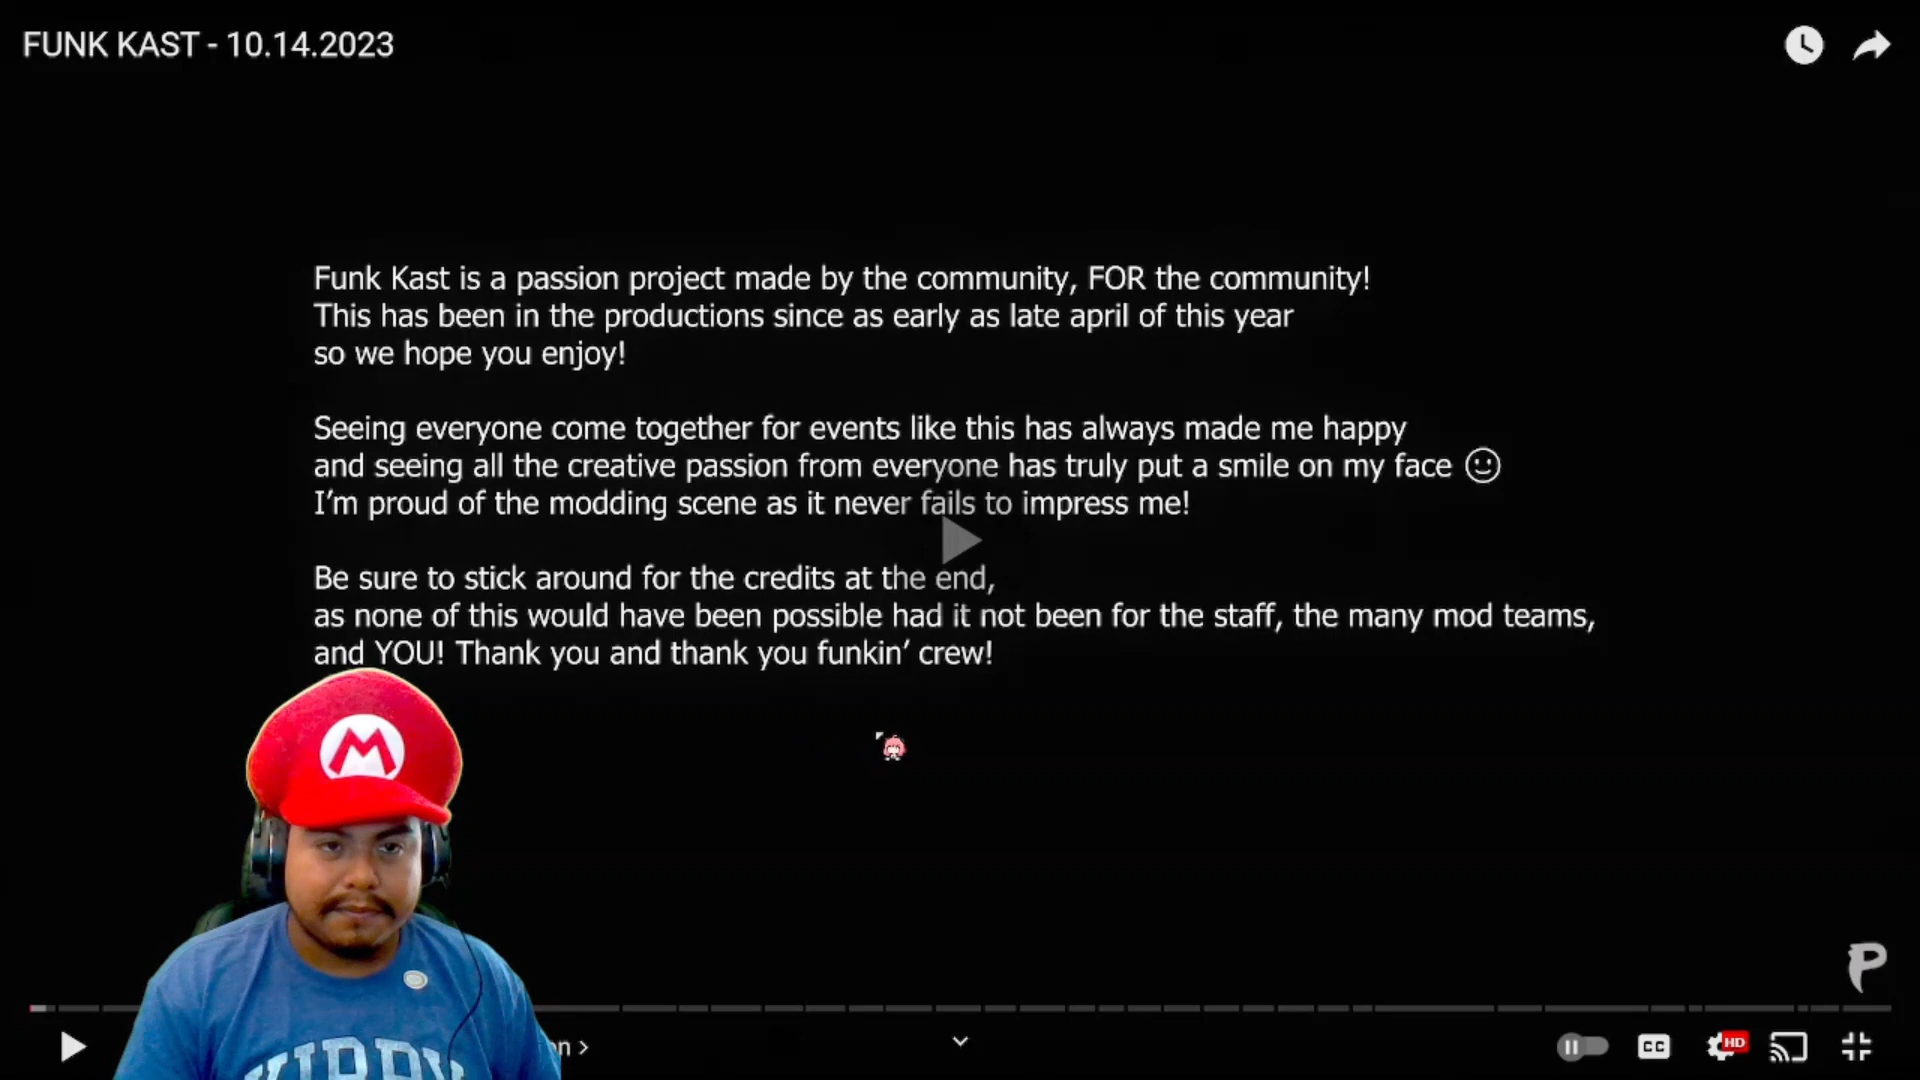 FUNK KAST - 10.14.2023
Funk Kast is a passion project made by the community, FOR the community!
This has been in the productions since as early as late april of this year
so we hope you enjoy!
Seeing everyone come together for events like this has always made me happy
and seeing all the creative passion from everyone has truly put a smile on my face
I'm proud of the modding scene as it never fails to impress me!
Be sure to stick around for the credits at the end,
as none of this would have been possible had it not been for the staff, the many mod teams,
and YOU! Thank you and thank you funkin' crew!
M
P
on >
CC
HD
KIRBY